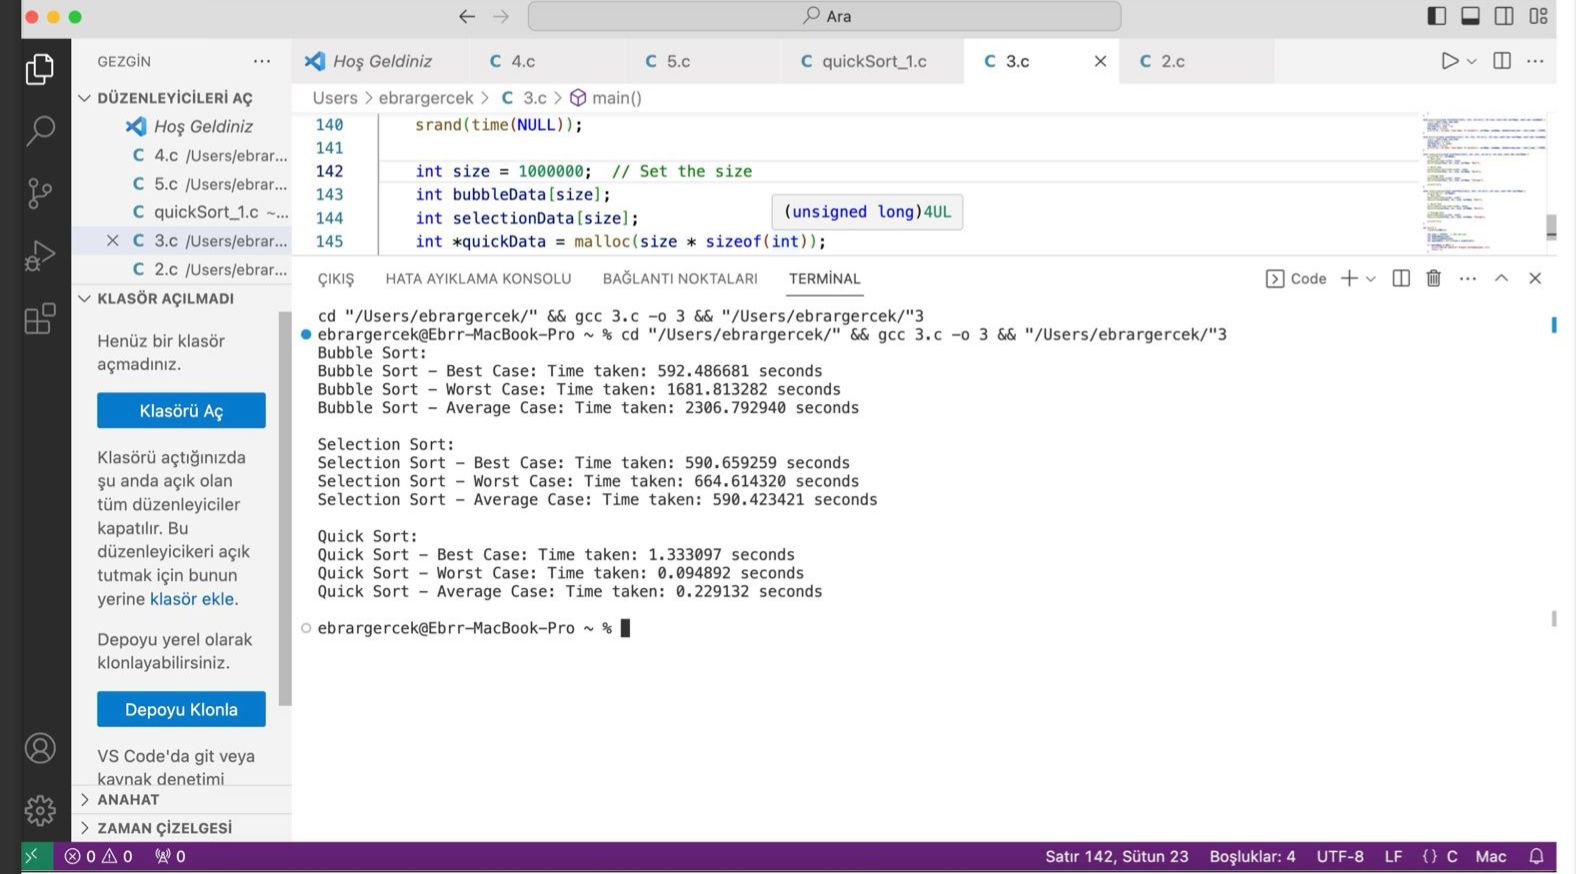 Ara
GEZGİN ···
DÜZENLEYİCİLERİ AÇ
Hoş Geldiniz
C 4.c /Users/ebrar...
C 5.c /Users/ebrar...
C quickSort_1.c ~...
C 3.c /Users/ebrar...
C 2.c /Users/ebrar...
KLASÖR AÇILMADI
Henüz bir klasör
açmadınız.
Klasörü Aç
Klasörü açtığınızda
şu anda açık olan
tüm düzenleyiciler
kapatılır. Bu
düzenleyicikeri açık
tutmak için bunun
yerine klasör ekle.
Depoyu yerel olarak
klonlayabilirsiniz.
Depoyu Klonla
VS Code'da git veya
kaynak denetimi
ANAHAT
ZAMAN ÇİZELGESİ
Hoş Geldiniz C 4.c C 5.c C quickSort_1.c C 3.c C 2.c
Users > ebrargercek > C 3.c > main()
140 srand(time(NULL));
141
142 int size = 1000000; // Set the size
143 int bubbleData[size];
144 int selectionData[size];
(unsigned long)4UL
145 int *quickData = malloc(size * sizeof(int));
ÇIKIŞ HATA AYIKLAMA KONSOLU BAĞLANTI NOKTALARI TERMİNAL Code
cd "/Users/ebrargercek/" && gcc 3.c -o 3 && "/Users/ebrargercek/"3
ebrargercek@Ebrr-MacBook-Pro ~ % cd "/Users/ebrargercek/" && gcc 3.c -o 3 && "/Users/ebrargercek/"3
Bubble Sort:
Bubble Sort - Best Case: Time taken: 592.486681 seconds
Bubble Sort - Worst Case: Time taken: 1681.813282 seconds
Bubble Sort - Average Case: Time taken: 2306.792940 seconds
Selection Sort:
Selection Sort - Best Case: Time taken: 590.659259 seconds
Selection Sort - Worst Case: Time taken: 664.614320 seconds
Selection Sort - Average Case: Time taken: 590.423421 seconds
Quick Sort:
Quick Sort - Best Case: Time taken: 1.333097 seconds
Quick Sort - Worst Case: Time taken: 0.094892 seconds
Quick Sort - Average Case: Time taken: 0.229132 seconds
ebrargercek@Ebrr-MacBook-Pro ~ %
0 0 0 Satır 142, Sütun 23 Boşluklar: 4 UTF-8 LF {} C Mac